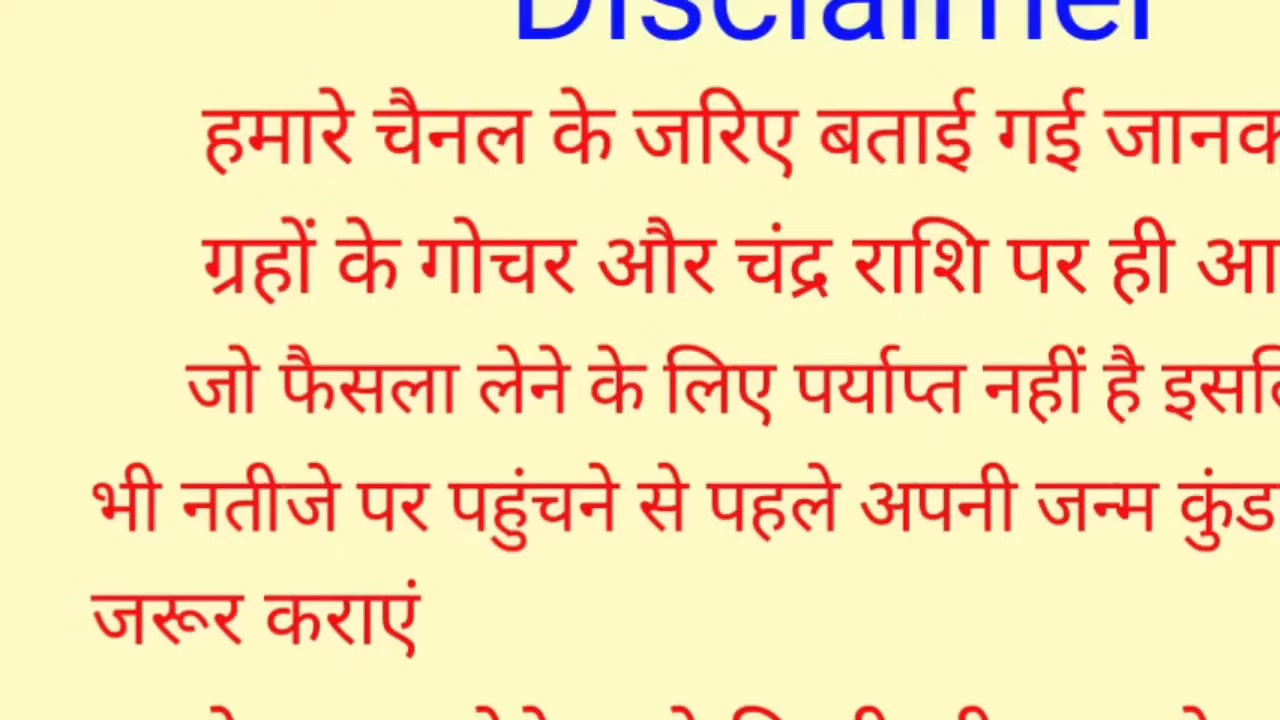 Disclaimer
हमारे चैनल के जरिए बताई गई
ग्रहों के गोचर और चंद्र राशि पर ही
जो फैसला लेने के लिए पर्याप्त नहीं है
भी नतीजे पर पहुंचने से पहले अपनी जन्म
जरूर कराएं